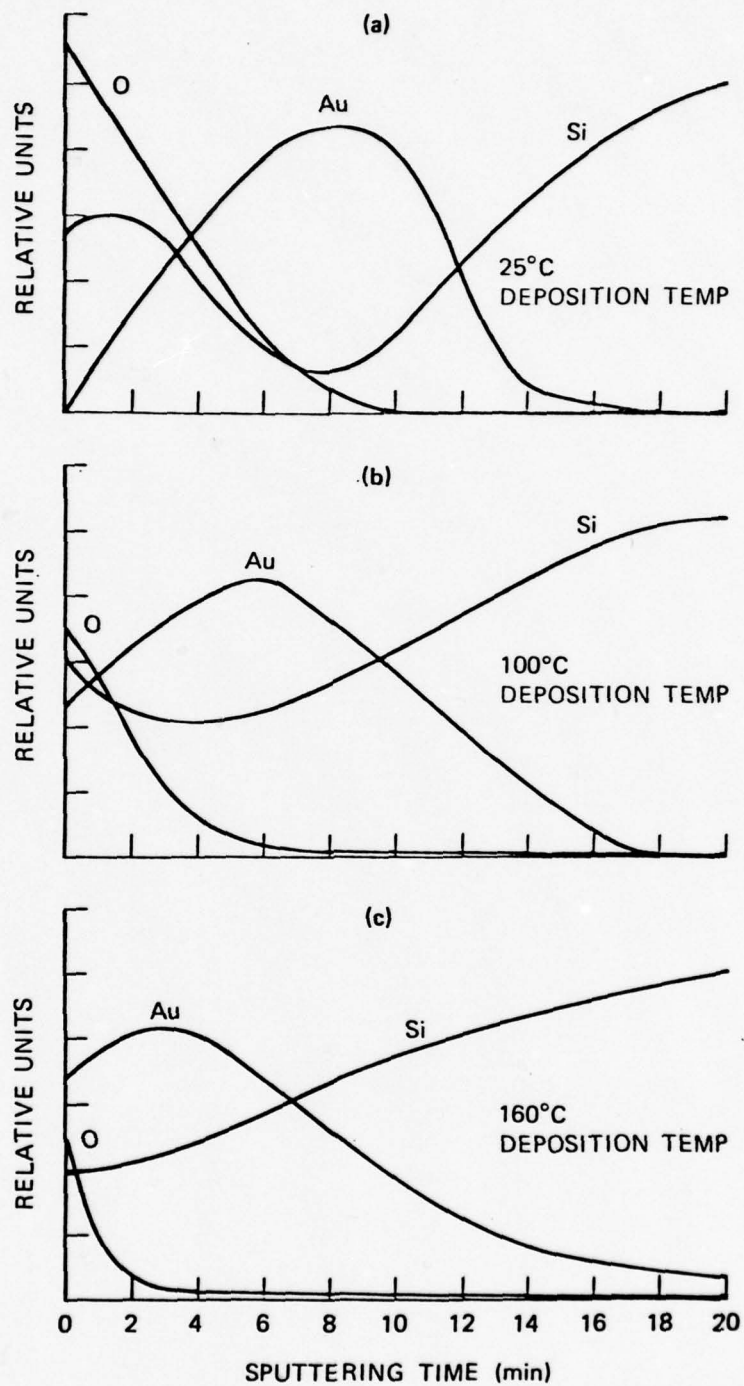 (a)
O
Au
Si
RELATIVE UNITS
25°C
DEPOSITION TEMP
(b)
O
Au
Si
RELATIVE UNITS
100°C
DEPOSITION TEMP
(c)
O
Au
Si
RELATIVE UNITS
160°C
DEPOSITION TEMP
0 2 4 6 8 10 12 14 16 18 20
SPUTTERING TIME (min)